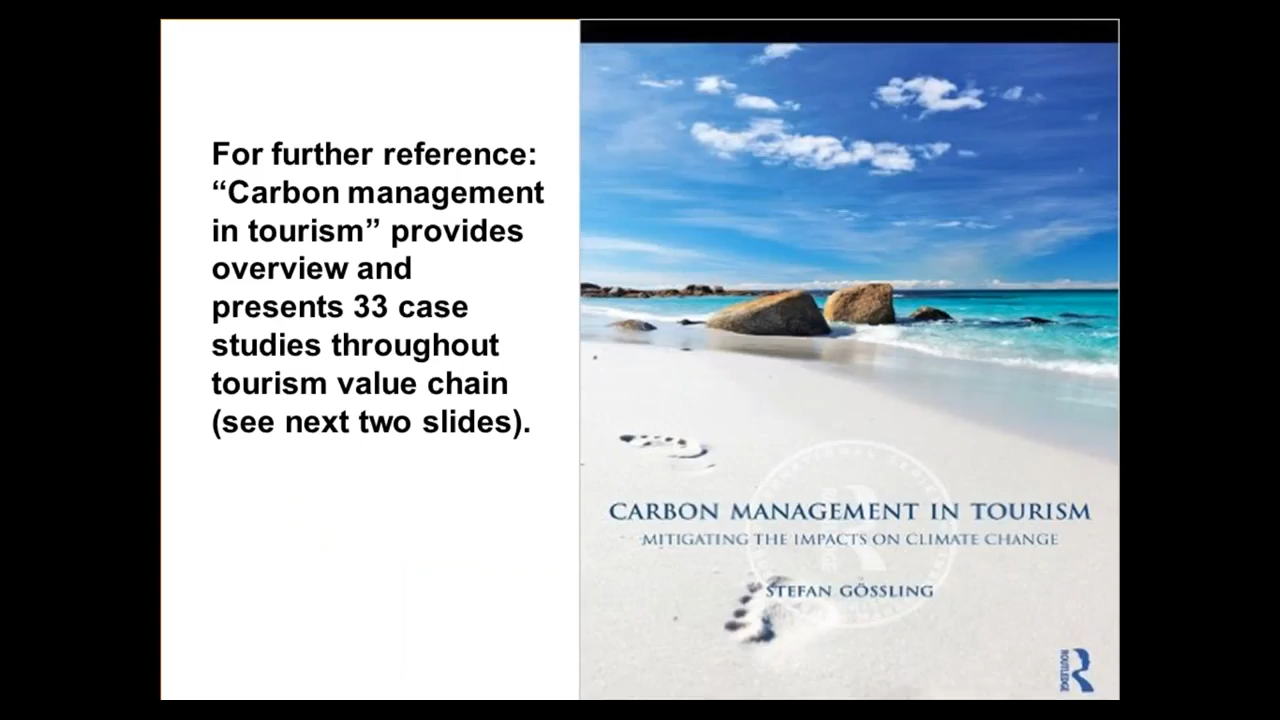 For further reference:
“Carbon management
in tourism” provides
overview and
presents 33 case
studies throughout
tourism value chain
(see next two slides).
CARBON MANAGEMENT IN TOURISM
MITIGATING THE IMPACTS ON CLIMATE CHANGE
STEFAN GÖSSLING
ROUTLEDGE